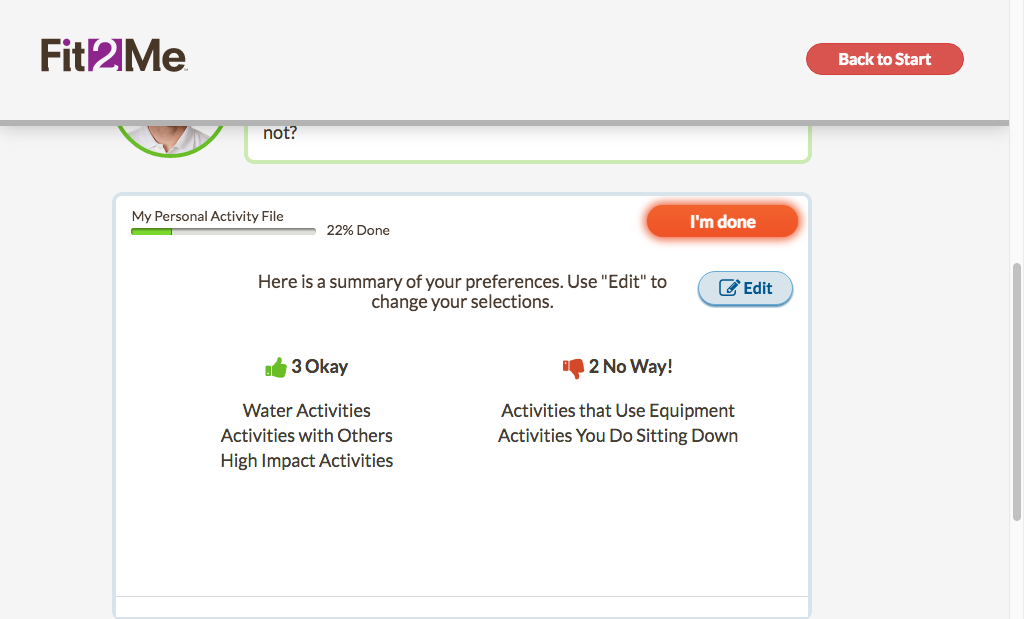 Fit2Me
Back to Start
not?
My Personal Activity File
22% Done
I'm done
Here is a summary of your preferences. Use "Edit" to
change your selections.
Edit
3 Okay
Water Activities
Activities with Others
High Impact Activities
2 No Way!
Activities that Use Equipment
Activities You Do Sitting Down